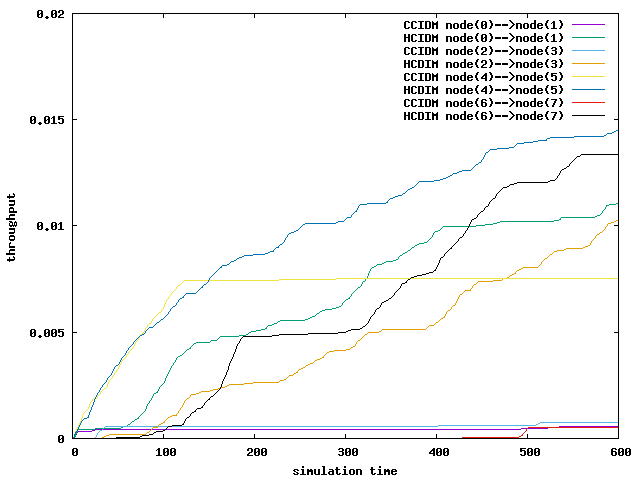 0.02
0.015
0.01
0.005
0
throughput
CCIDM node(0)-->node(1)
HCIDM node(0)-->node(1)
CCIDM node(2)-->node(3)
HCDIM node(2)-->node(3)
CCIDM node(4)-->node(5)
HCDIM node(4)-->node(5)
CCIDM node(6)-->node(7)
HCDIM node(6)-->node(7)
0 100 200 300 400 500 600
simulation time